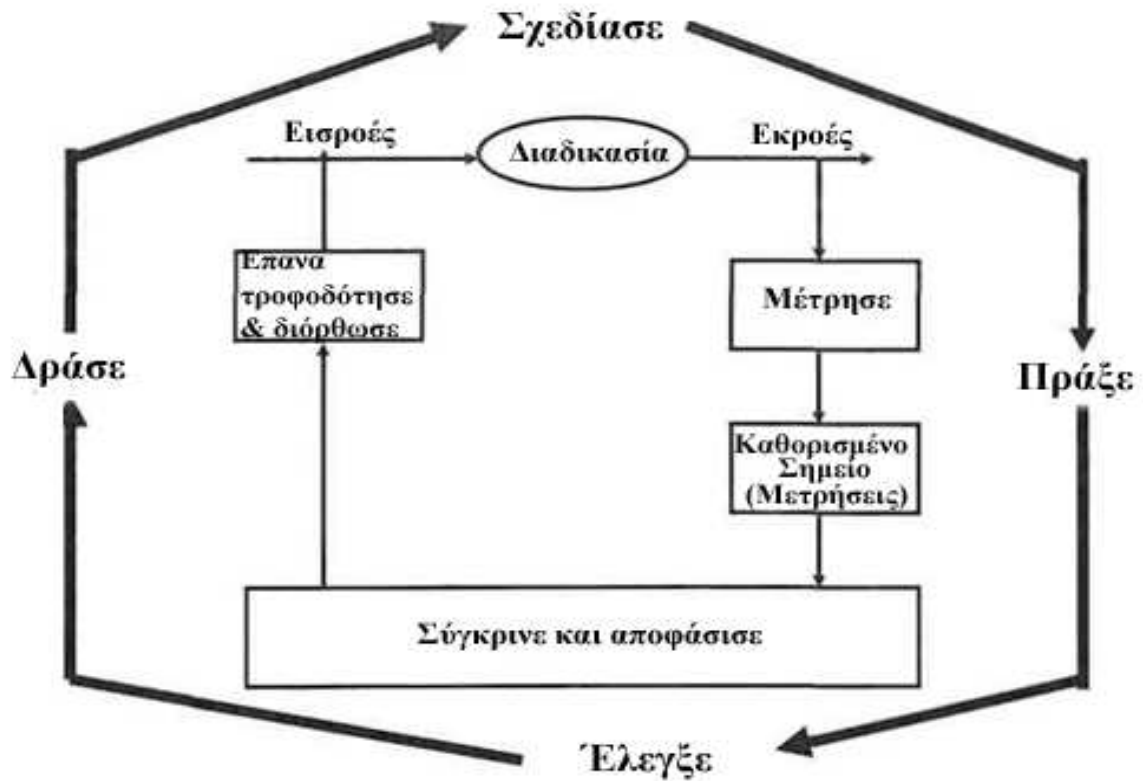 Σχεδίασε
Εισροές
Διαδικασία
Εκροές
Επανα
τροφοδότησε
& διόρθωσε
Μέτρησε
Δράσε
Πράξε
Καθορισμένο
Σημείο
(Μετρήσεις)
Σύγκρινε και αποφάσισε
Έλεγξε